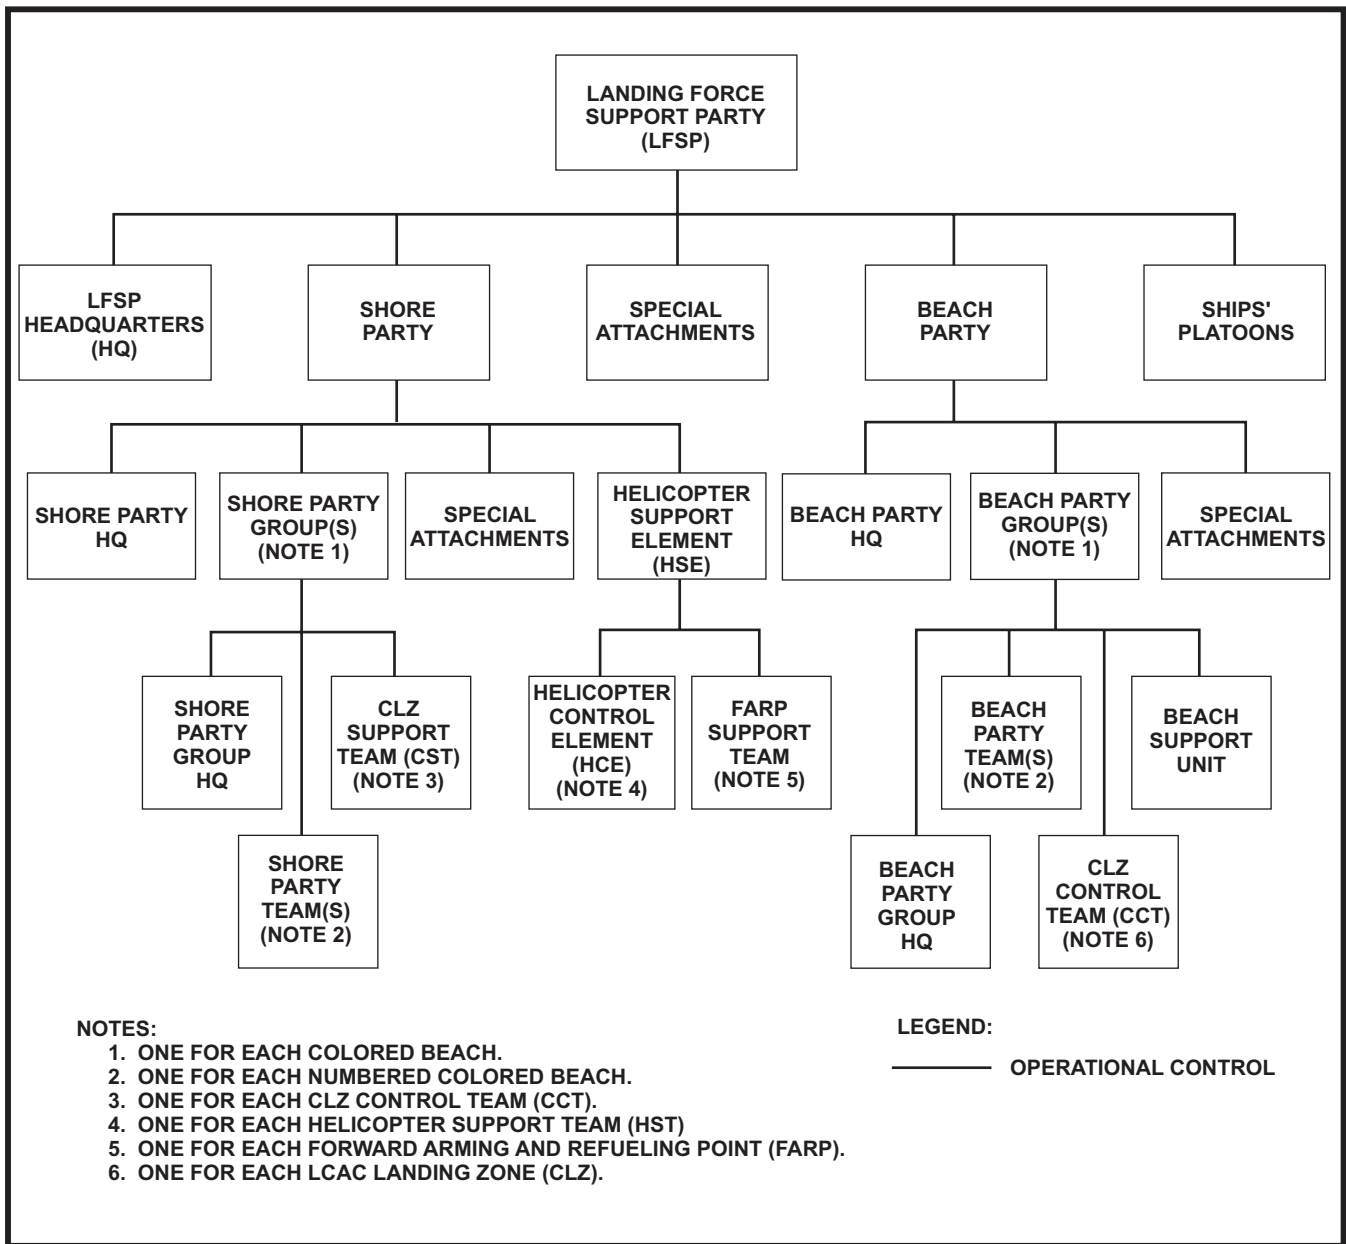 LANDING FORCE
SUPPORT PARTY
(LFSP)
LFSP
HEADQUARTERS
(HQ)
SHORE
PARTY
SPECIAL
ATTACHMENTS
BEACH
PARTY
SHIPS'
PLATOONS
SHORE PARTY
HQ
SHORE PARTY
GROUP(S)
(NOTE 1)
SPECIAL
ATTACHMENTS
HELICOPTER
SUPPORT
ELEMENT
(HSE)
BEACH PARTY
HQ
BEACH PARTY
GROUP(S)
(NOTE 1)
SPECIAL
ATTACHMENTS
SHORE
PARTY
GROUP
HQ
CLZ
SUPPORT
TEAM (CST)
(NOTE 3)
HELICOPTER
CONTROL
ELEMENT
(HCE)
(NOTE 4)
FARP
SUPPORT
TEAM
(NOTE 5)
BEACH
PARTY
TEAM(S)
(NOTE 2)
BEACH
SUPPORT
UNIT
SHORE
PARTY
TEAM(S)
(NOTE 2)
BEACH
PARTY
GROUP
HQ
CLZ
CONTROL
TEAM (CCT)
(NOTE 6)
NOTES:
1. ONE FOR EACH COLORED BEACH.
2. ONE FOR EACH NUMBERED COLORED BEACH.
3. ONE FOR EACH CLZ CONTROL TEAM (CCT).
4. ONE FOR EACH HELICOPTER SUPPORT TEAM (HST)
5. ONE FOR EACH FORWARD ARMING AND REFUELING POINT (FARP).
6. ONE FOR EACH LCAC LANDING ZONE (CLZ).
LEGEND:
OPERATIONAL CONTROL